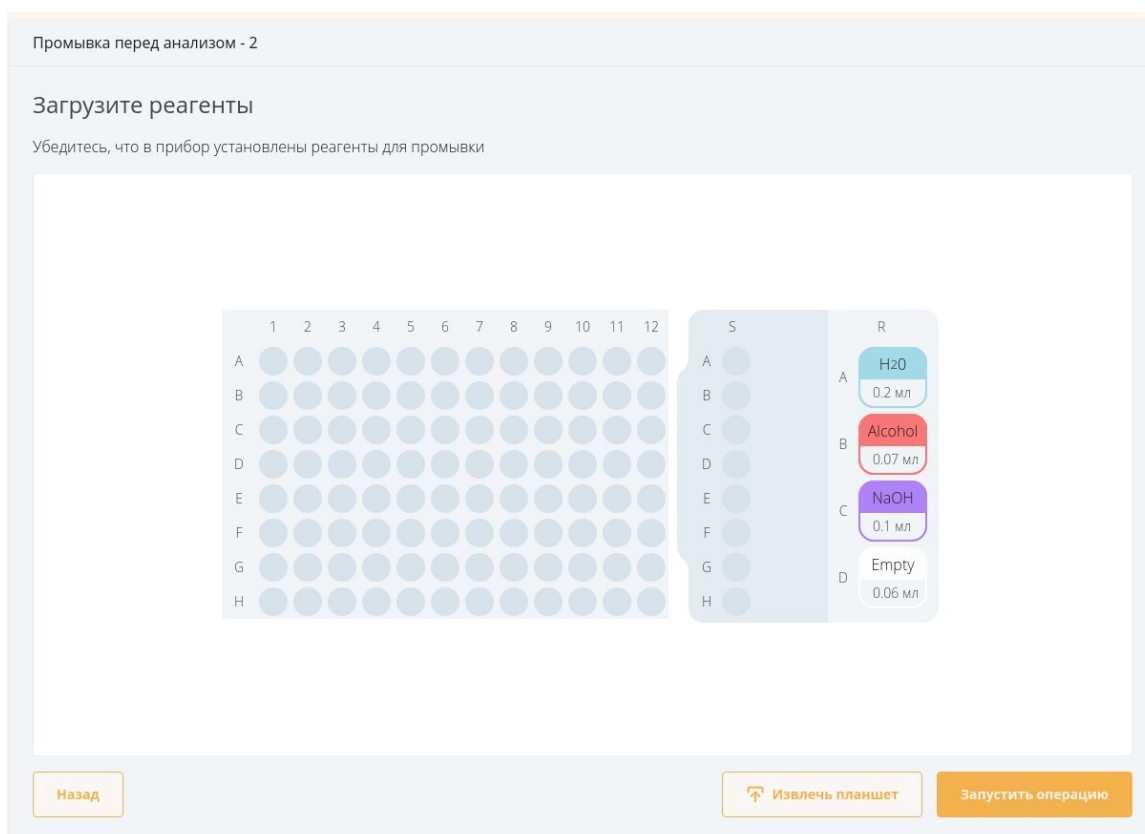 Промывка перед анализом - 2
Загрузите реагенты
Убедитесь, что в прибор установлены реагенты для промывки
1 2 3 4 5 6 7 8 9 10 11 12 S R
A A A H20
0.2 мл
B B
C C B Alcohol
0.07 мл
D D
E E C NaOH
0.1 мл
F F
G G D Empty
0.06 мл
H H
Назад Извлечь планшет Запустить операцию